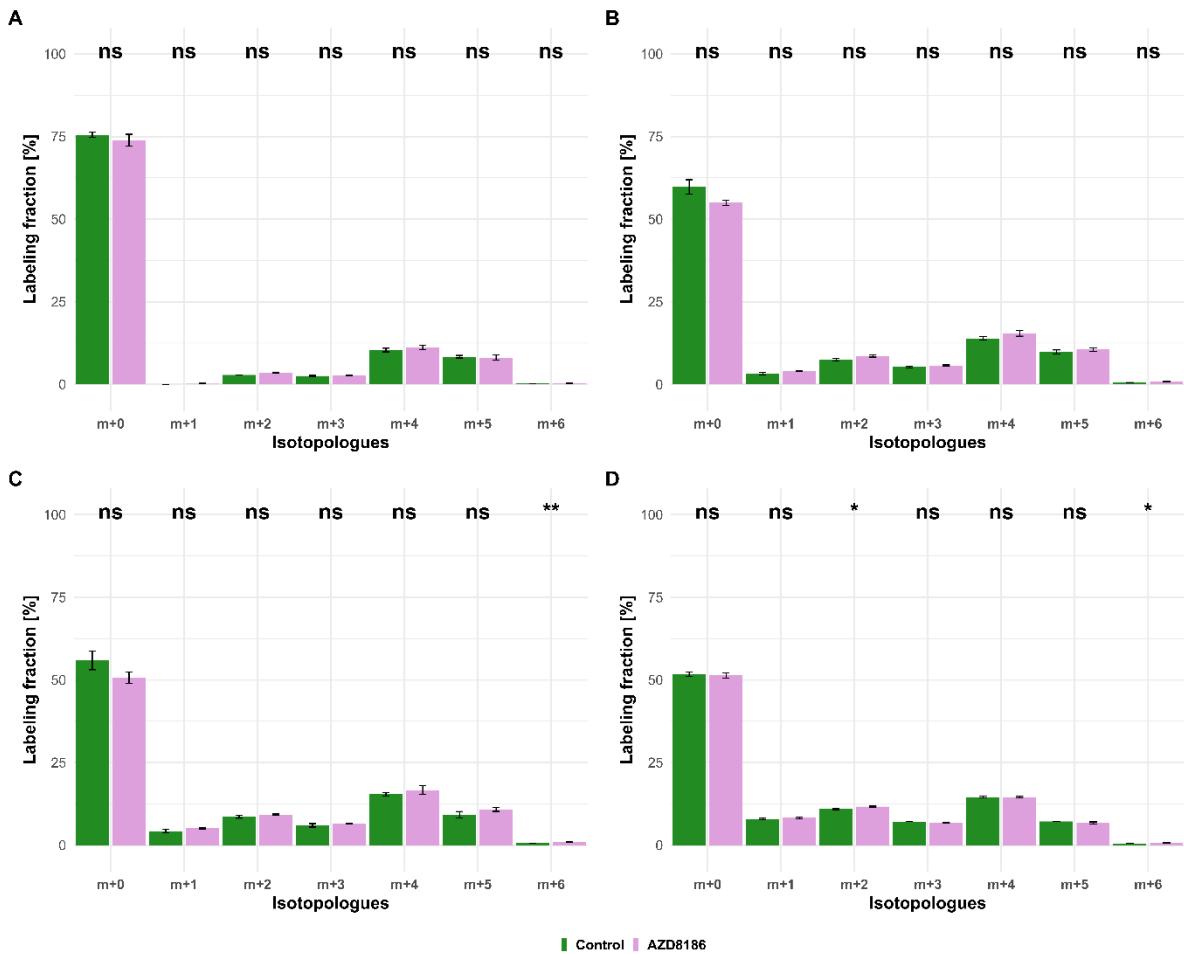 A
ns ns ns ns ns ns ns
100
75
50
25
0
Labeling fraction [%]
m+0 m+1 m+2 m+3 m+4 m+5 m+6
Isotopologues
B
ns ns ns ns ns ns ns
100
75
50
25
0
Labeling fraction [%]
m+0 m+1 m+2 m+3 m+4 m+5 m+6
Isotopologues
C
ns ns ns ns ns ns **
100
75
50
25
0
Labeling fraction [%]
m+0 m+1 m+2 m+3 m+4 m+5 m+6
Isotopologues
D
ns ns * ns ns ns *
100
75
50
25
0
Labeling fraction [%]
m+0 m+1 m+2 m+3 m+4 m+5 m+6
Isotopologues
Control AZD8186